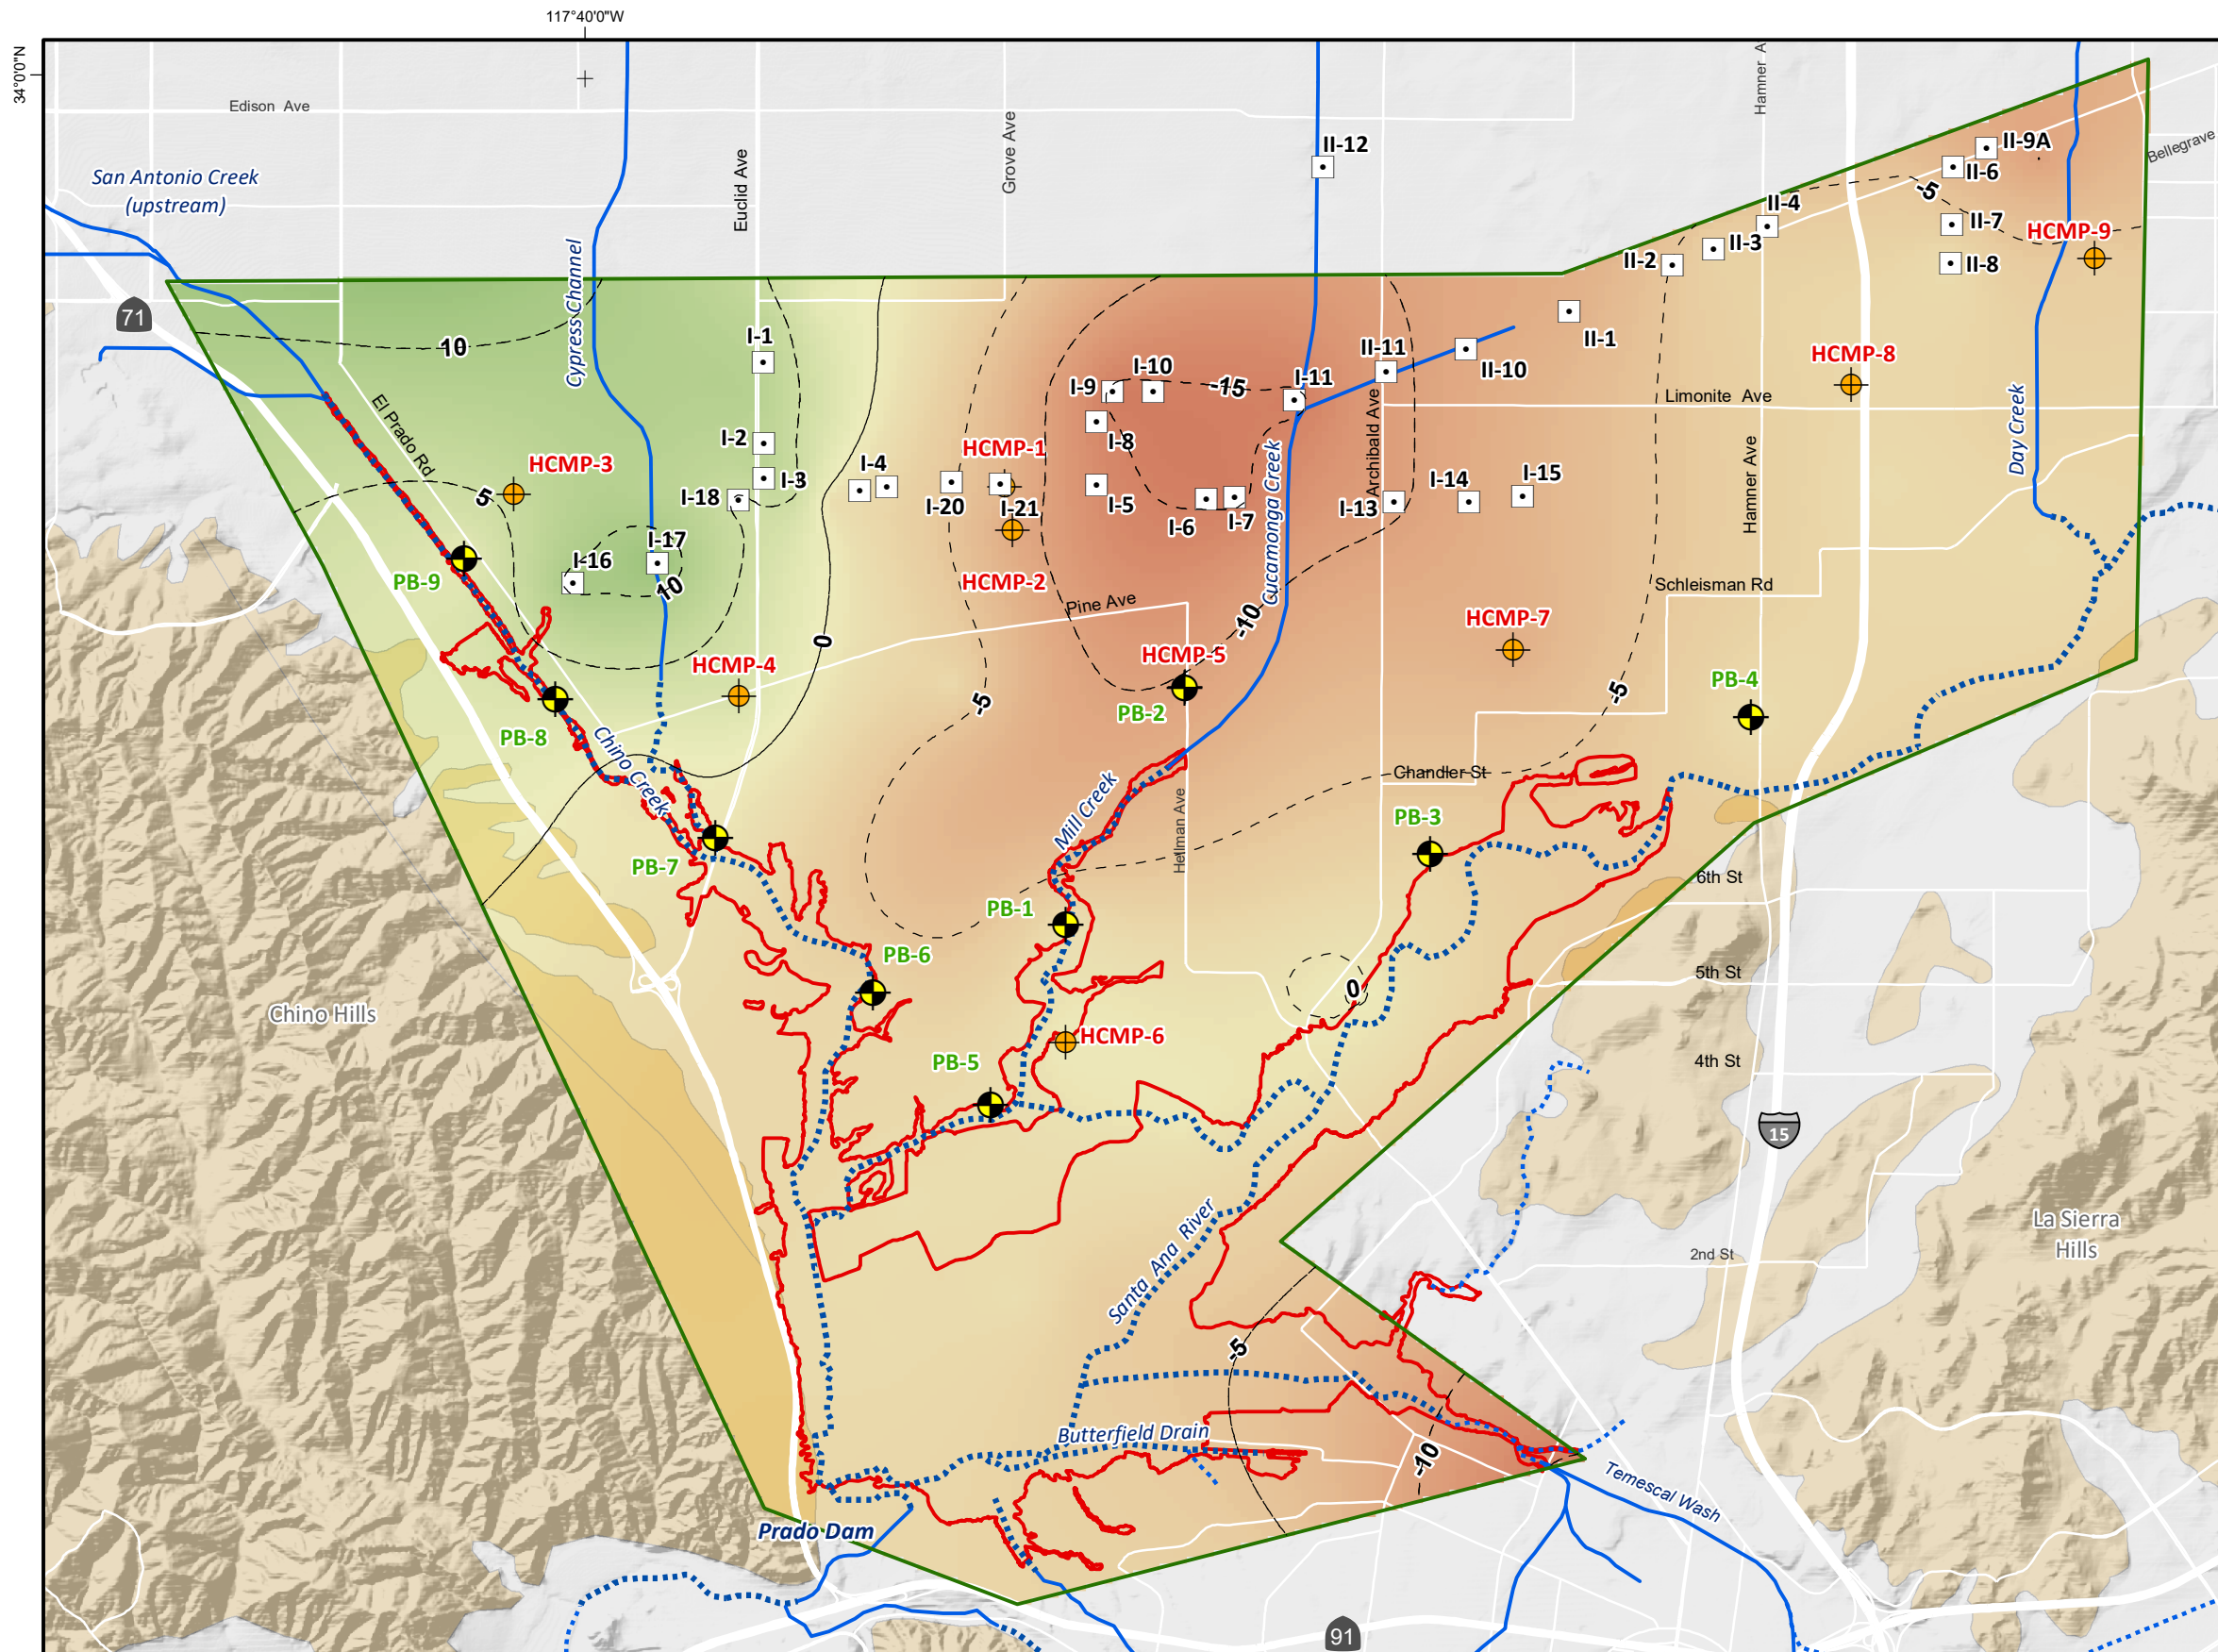 117°40'0"W
34°0'0"N
Edison Ave
Hamner Av
Grove Ave
Euclid Ave
Bellegrave
II-12
II-9A
II-6
San Antonio Creek
(upstream)
-5
II-4
II-7
HCMP-9
II-3
II-2
II-8
Cypress Channel
71
10
I-1
II-1
II-11
II-10
HCMP-8
I-10
-15
I-11
I-9
Limonite Ave
El Prado Rd
Archibald Ave
Day Creek
I-2
I-8
HCMP-1
HCMP-3
I-4
Cucamonga Creek
Hamner Ave
I-3
I-18
5
I-20
I-21
I-5
I-6
I-7
I-13
I-14
I-15
I-17
I-16
10
PB-9
HCMP-2
Schleisman Rd
Pine Ave
-10
HCMP-7
0
HCMP-5
HCMP-4
PB-4
-5
-5
PB-2
PB-8
Chino Creek
Chandler St
Mill Creek
PB-3
Hellman Ave
PB-7
6th St
PB-1
PB-6
5th St
0
Chino Hills
HCMP-6
PB-5
4th St
15
La Sierra
Hills
2nd St
Santa Ana River
-5
Butterfield Drain
-10
Temescal Wash
Prado Dam
91